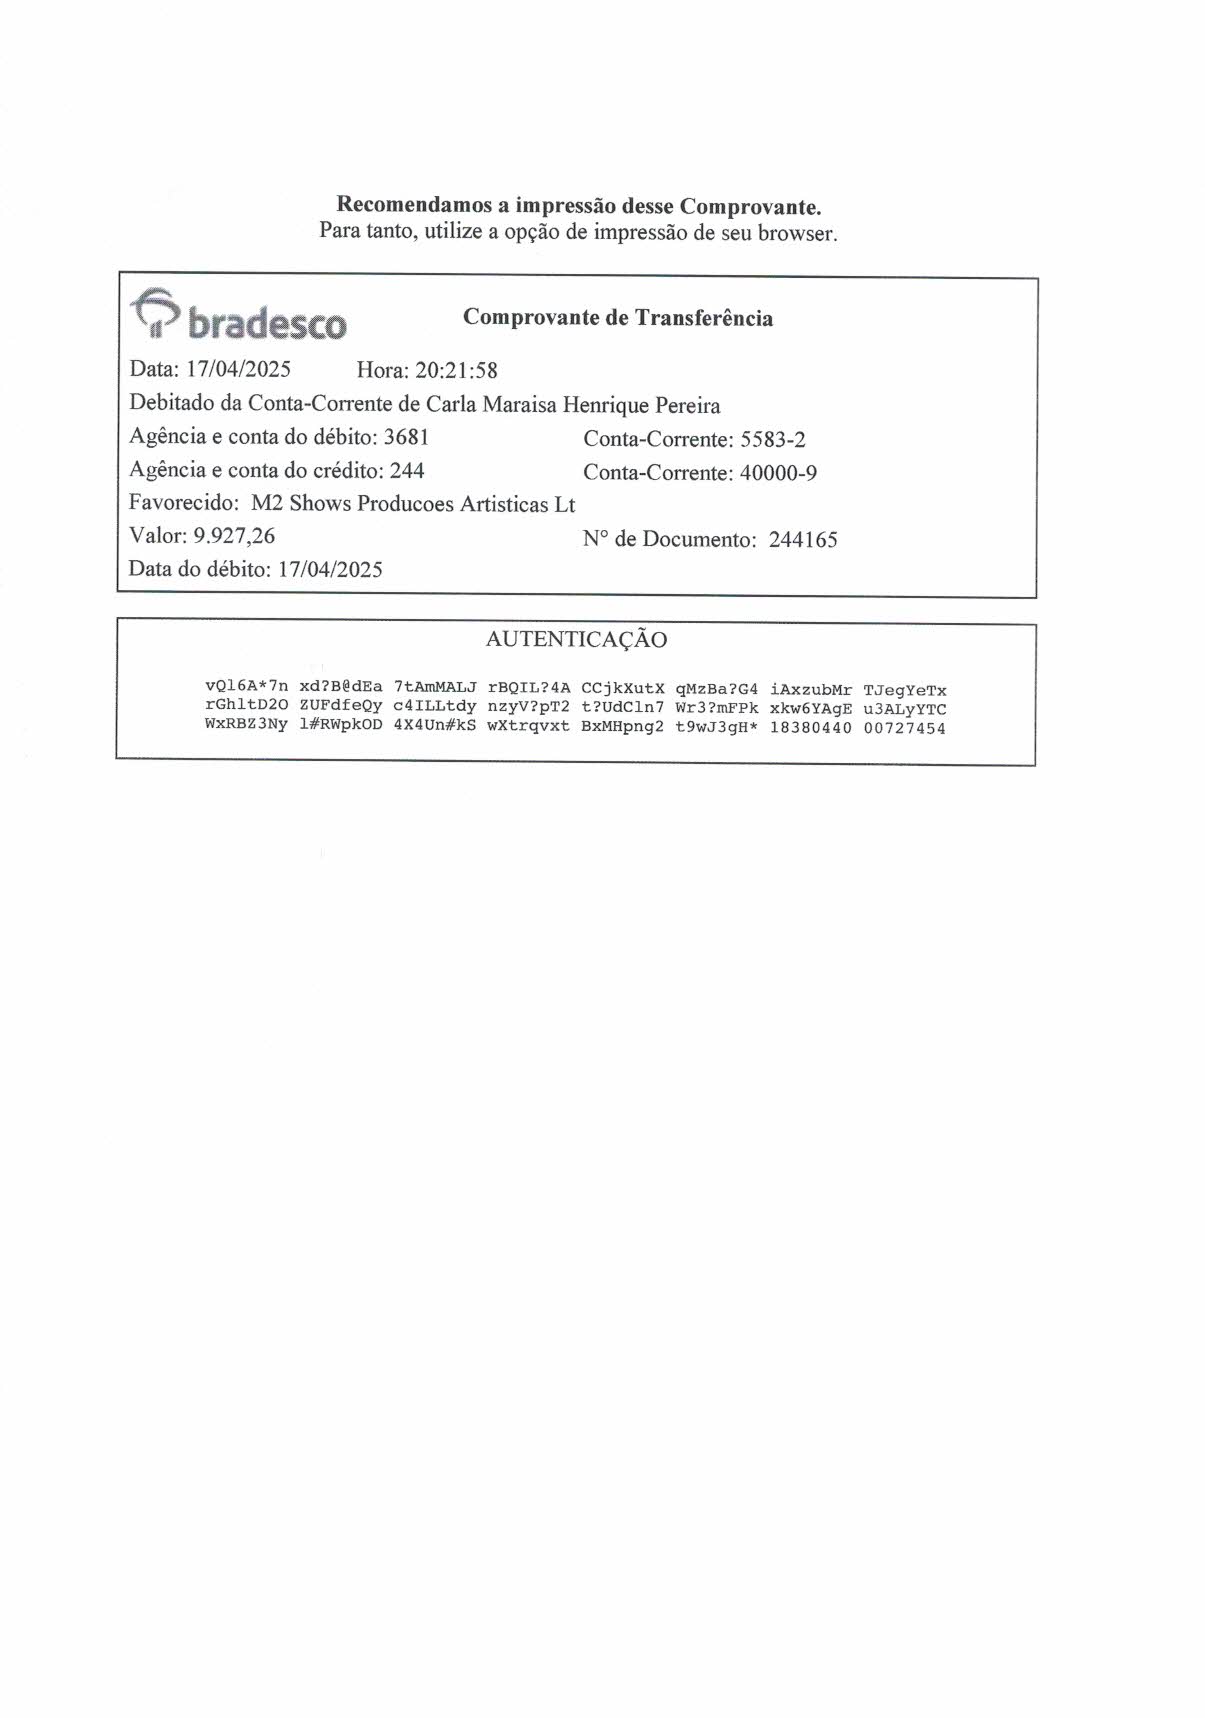 Recomendamos a impressão desse Comprovante.
Para tanto, utilize a opção de impressão de seu browser.
bradesco
Comprovante de Transferência
Data: 17/04/2025 Hora: 20:21:58
Debitado da Conta-Corrente de Carla Maraisa Henrique Pereira
Agência e conta do débito: 3681 Conta-Corrente: 5583-2
Agência e conta do crédito: 244 Conta-Corrente: 40000-9
Favorecido: M2 Shows Producoes Artisticas Lt
Valor: 9.927,26 N° de Documento: 244165
Data do débito: 17/04/2025
AUTENTICAÇÃO
vQl6A*7n xd?B@dEa 7tAmMALJ rBQIL?4A CCjkXutX qMzBa?G4 iAxzubMr TJegYeTx
rGhltD2O ZUFdfeQy c4ILLtdy nzyV?pT2 t?UdCln7 Wr3?mFPk xkw6YAgE u3ALyYTC
WxRBZ3Ny l#RWpkOD 4X4Un#kS wXtrqvxt BxMHpng2 t9wJ3gH* 18380440 00727454